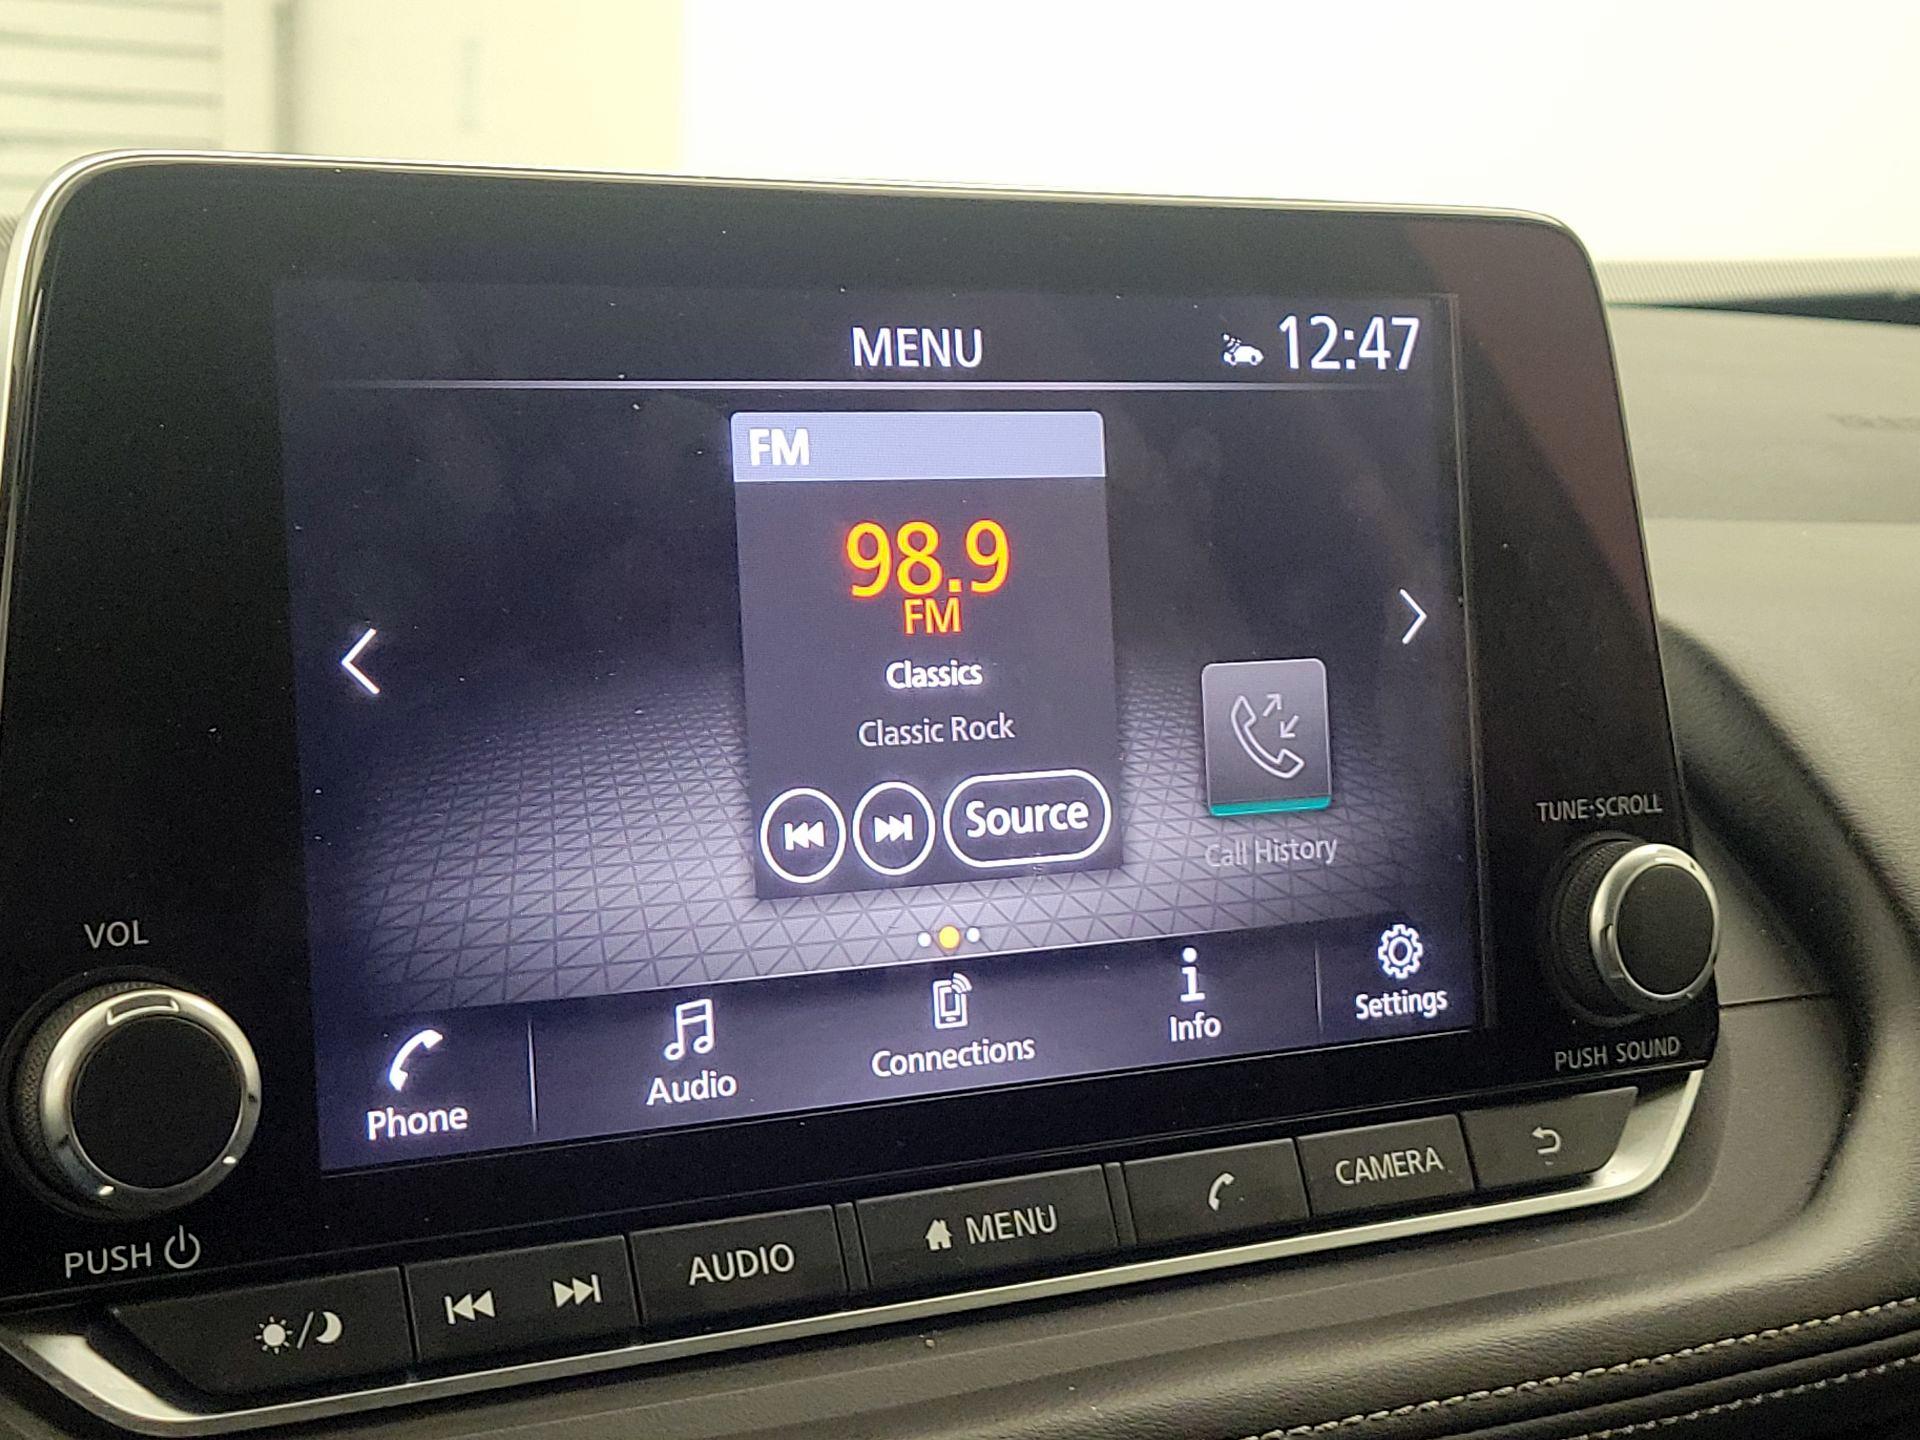 MENU 12:47
FM
98.9
FM
Classics
Classic Rock
Source
Call History
Phone Audio Connections Info Settings
VOL
PUSH
TUNE·SCROLL
PUSH SOUND
AUDIO MENU CAMERA